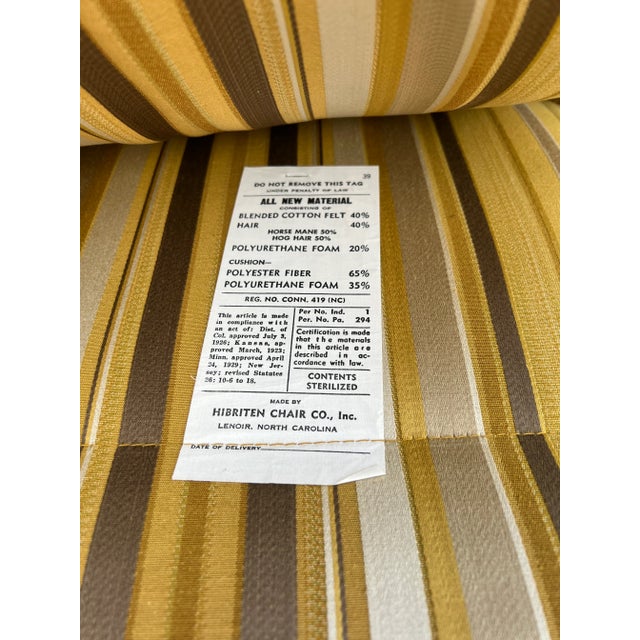 39
DO NOT REMOVE THIS TAG
UNDER PENALTY OF LAW
ALL NEW MATERIAL
CONSISTING OF
BLENDED COTTON FELT 40%
HAIR 40%
HORSE MANE 50%
HOG HAIR 50%
POLYURETHANE FOAM 20%
CUSHION—
POLYESTER FIBER 65%
POLYURETHANE FOAM 35%
REG. NO. CONN. 419 (NC)
This article is made
in compliance with
an act of: Dist. of
Col. approved July 3,
1926; Kansas, ap-
proved March, 1923;
Minn. approved April
24, 1929; New Jer-
sey; revised Statutes
26: 10-6 to 18.
Per No. Ind. 1
Per. No. Pa. 294
Certification is made
that the materials
in this article are
described in ac-
cordance with law.
CONTENTS
STERILIZED
MADE BY
HIBRITEN CHAIR CO., Inc.
LENOIR, NORTH CAROLINA
DATE OF DELIVERY